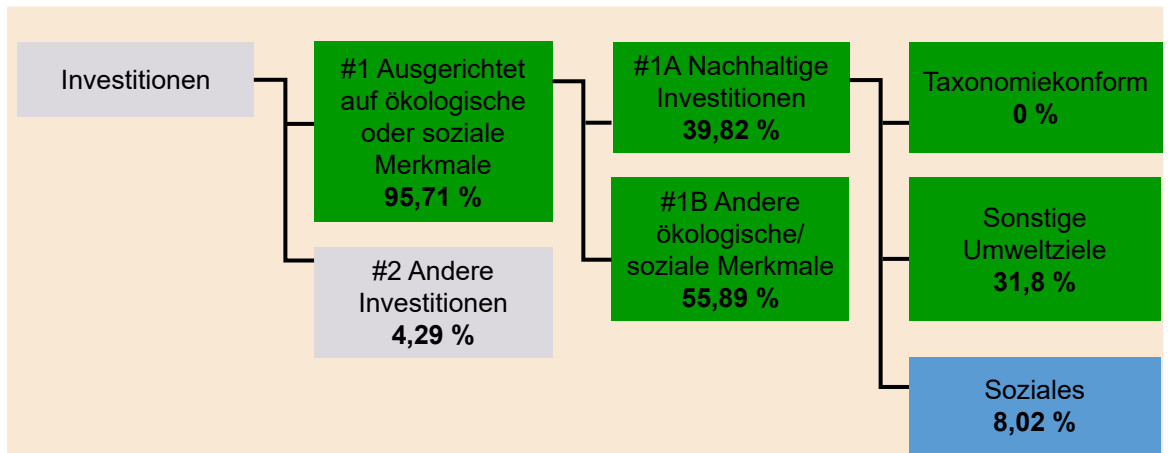 Investitionen
#1 Ausgerichtet
auf ökologische
oder soziale
Merkmale
95,71 %
#2 Andere
Investitionen
4,29 %
#1A Nachhaltige
Investitionen
39,82 %
#1B Andere
ökologische/
soziale Merkmale
55,89 %
Taxonomiekonform
0 %
Sonstige
Umweltziele
31,8 %
Soziales
8,02 %